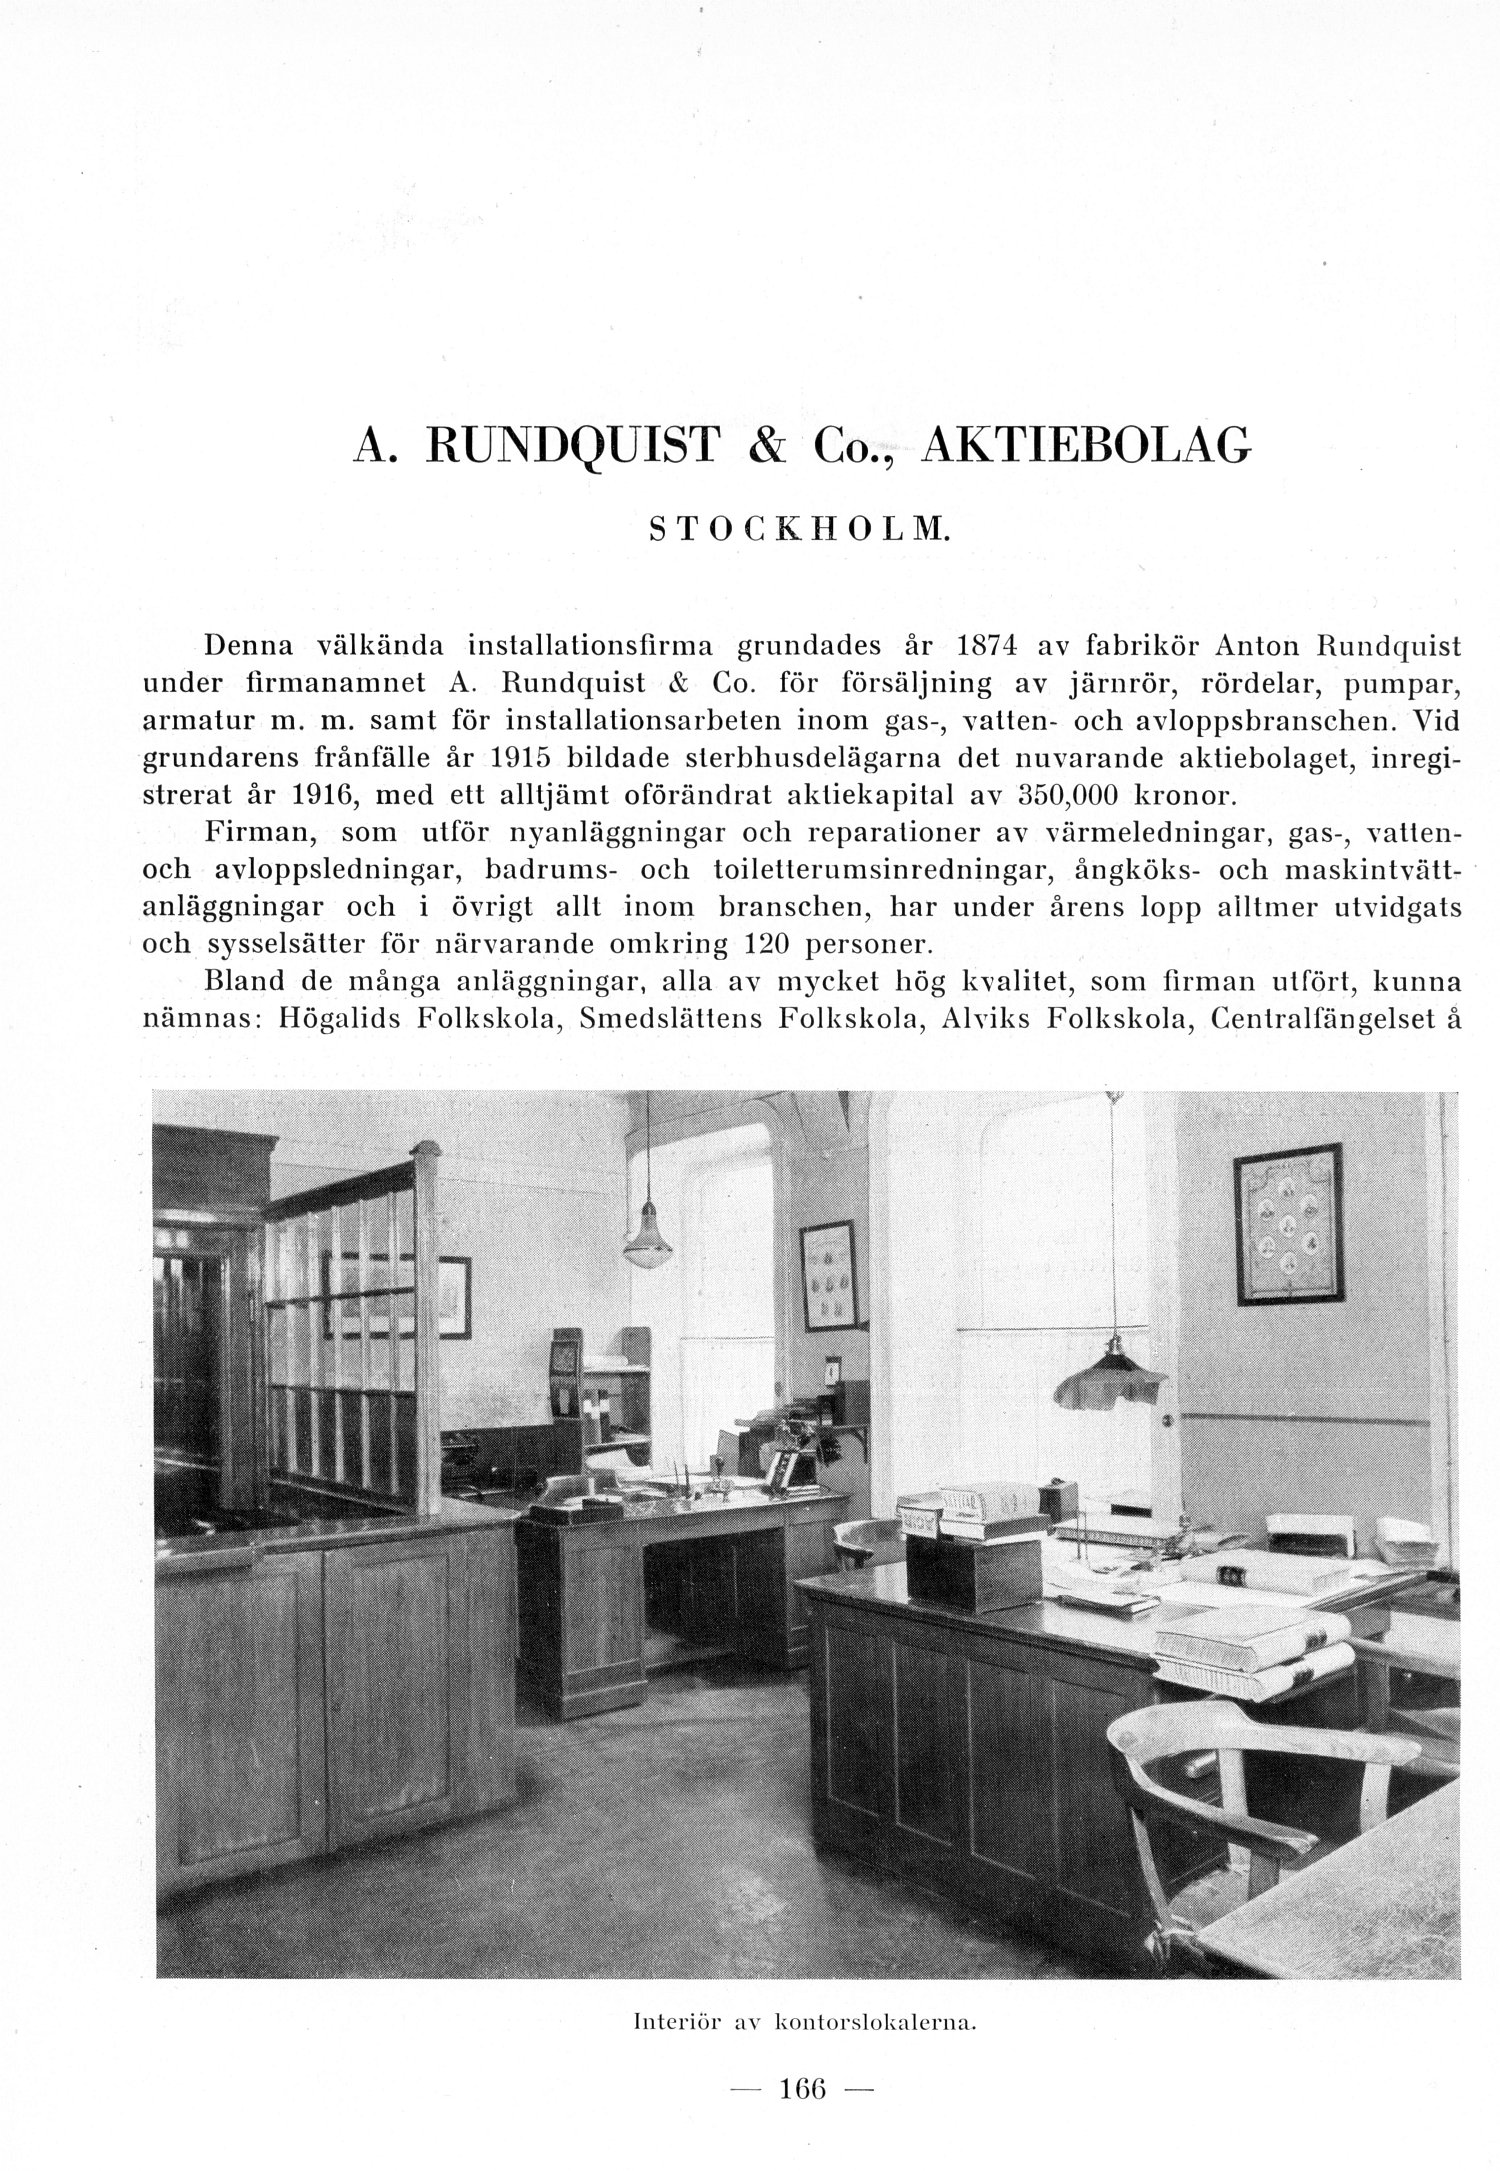 A. RUNDQUIST & Co., AKTIEBOLAG
STOCKHOLM.
Denna välkända installationsfirma grundades år 1874 av fabrikör Anton Rundquist
under firmanamnet A. Rundquist & Co. för försäljning av järnrör, rördelar, pumpar,
armatur m. m. samt för installationsarbeten inom gas-, vatten- och avloppsbranschen. Vid
grundarens frånfälle år 1915 bildade sterbhusdelägarna det nuvarande aktiebolaget, inregi-
strerat år 1916, med ett alltjämt oförändrat aktiekapital av 350,000 kronor.
Firman, som utför nyanläggningar och reparationer av värmeledningar, gas-, vatten-
och avloppsledningar, badrums- och toiletterumsinredningar, ångköks- och maskintvätt-
anläggningar och i övrigt allt inom branschen, har under årens lopp alltmer utvidgats
och sysselsätter för närvarande omkring 120 personer.
Bland de många anläggningar, alla av mycket hög kvalitet, som firman utfört, kunna
nämnas: Högalids Folkskola, Smedslättens Folkskola, Alviks Folkskola, Centralfängelset å
Interiör av kontorslokalerna.
— 166 —